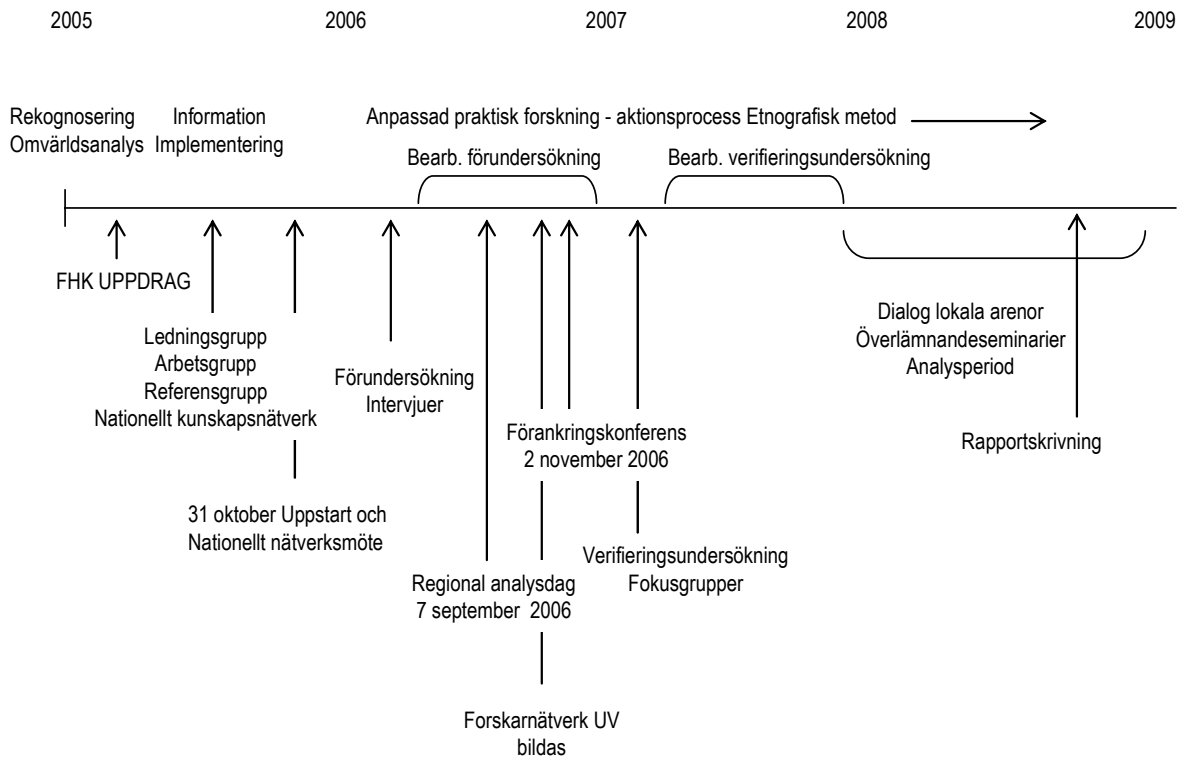 2005 2006 2007 2008 2009
Rekognosering
Omvärldsanalys
Information
Implementering
Anpassad praktisk forskning - aktionsprocess Etnografisk metod
Bearb. förundersökning
Bearb. verifieringsundersökning
FHK UPPDRAG
Ledningsgrupp
Arbetsgrupp
Referensgrupp
Nationellt kunskapsnätverk
31 oktober Uppstart och
Nationellt nätverksmöte
Förundersökning
Intervjuer
Regional analysdag
7 september 2006
Forskarnätverk UV
bildas
Förankringskonferens
2 november 2006
Verifieringsundersökning
Fokusgrupper
Dialog lokala arenor
Överlämnandeseminarier
Analysperiod
Rapportskrivning